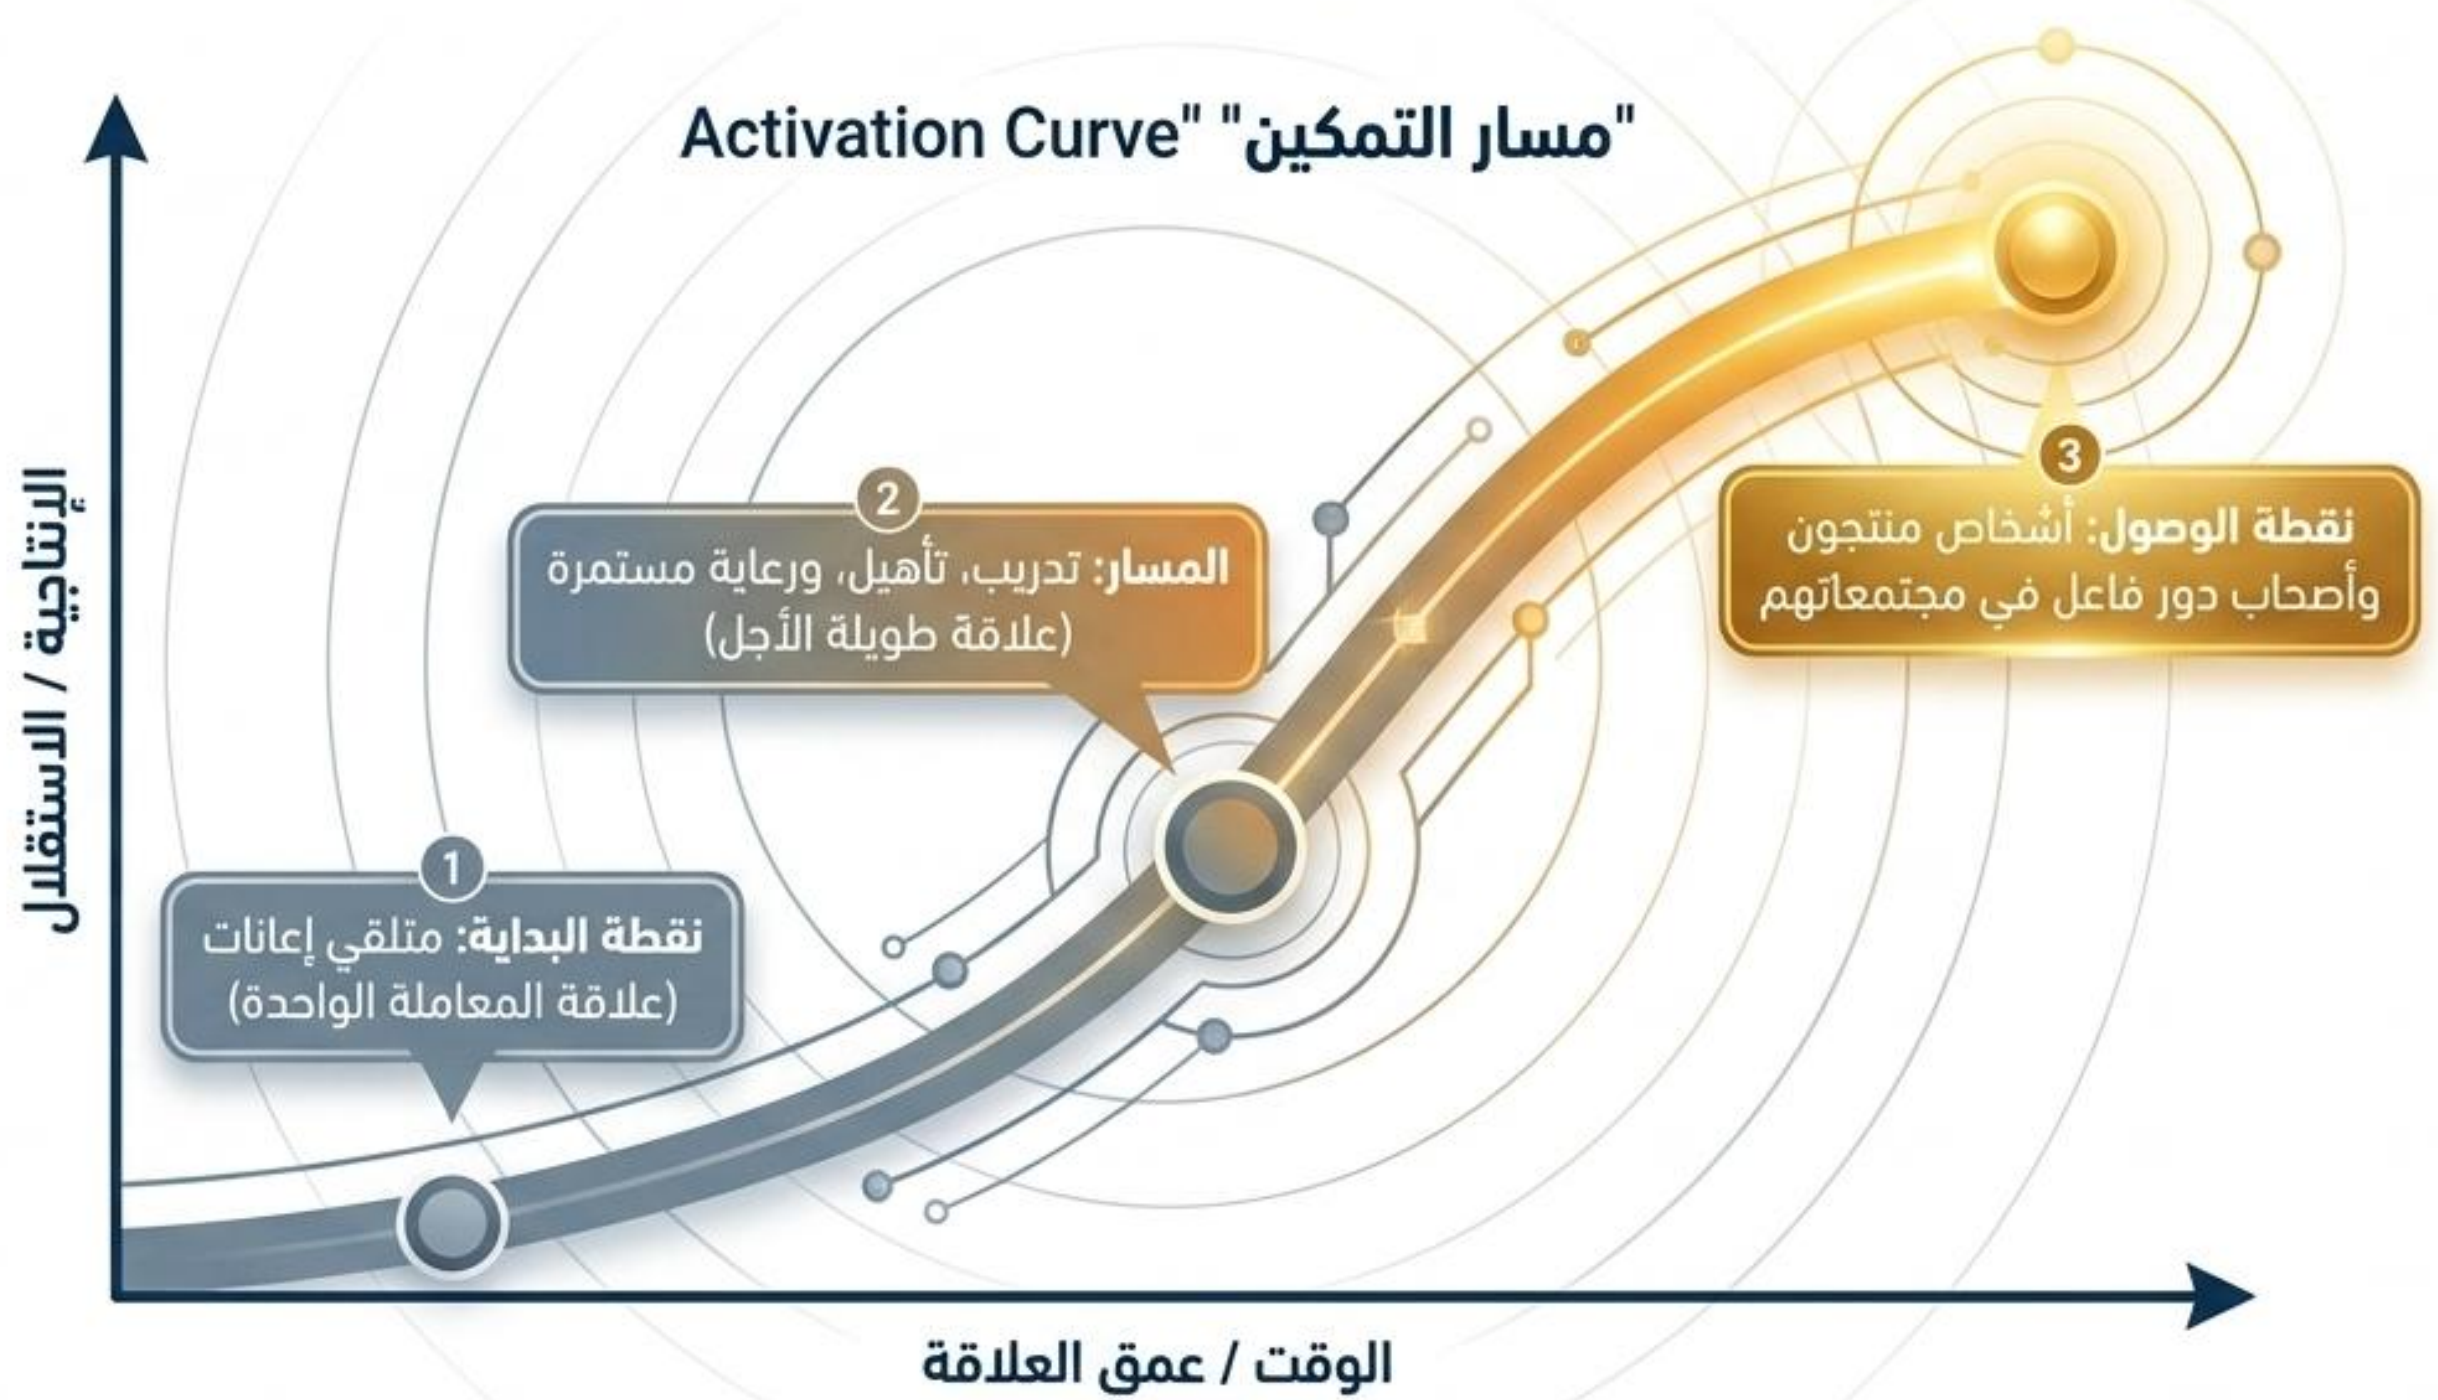 "مسار التمكين" "Activation Curve
الإنتاجية / الاستقلال
1
نقطة البداية: متلقي إعانات
(علاقة المعاملة الواحدة)
2
المسار: تدريب، تأهيل، ورعاية مستمرة
(علاقة طويلة الأجل)
3
نقطة الوصول: أشخاص منتجون
وأصحاب دور فاعل في مجتمعاتهم
الوقت / عمق العلاقة